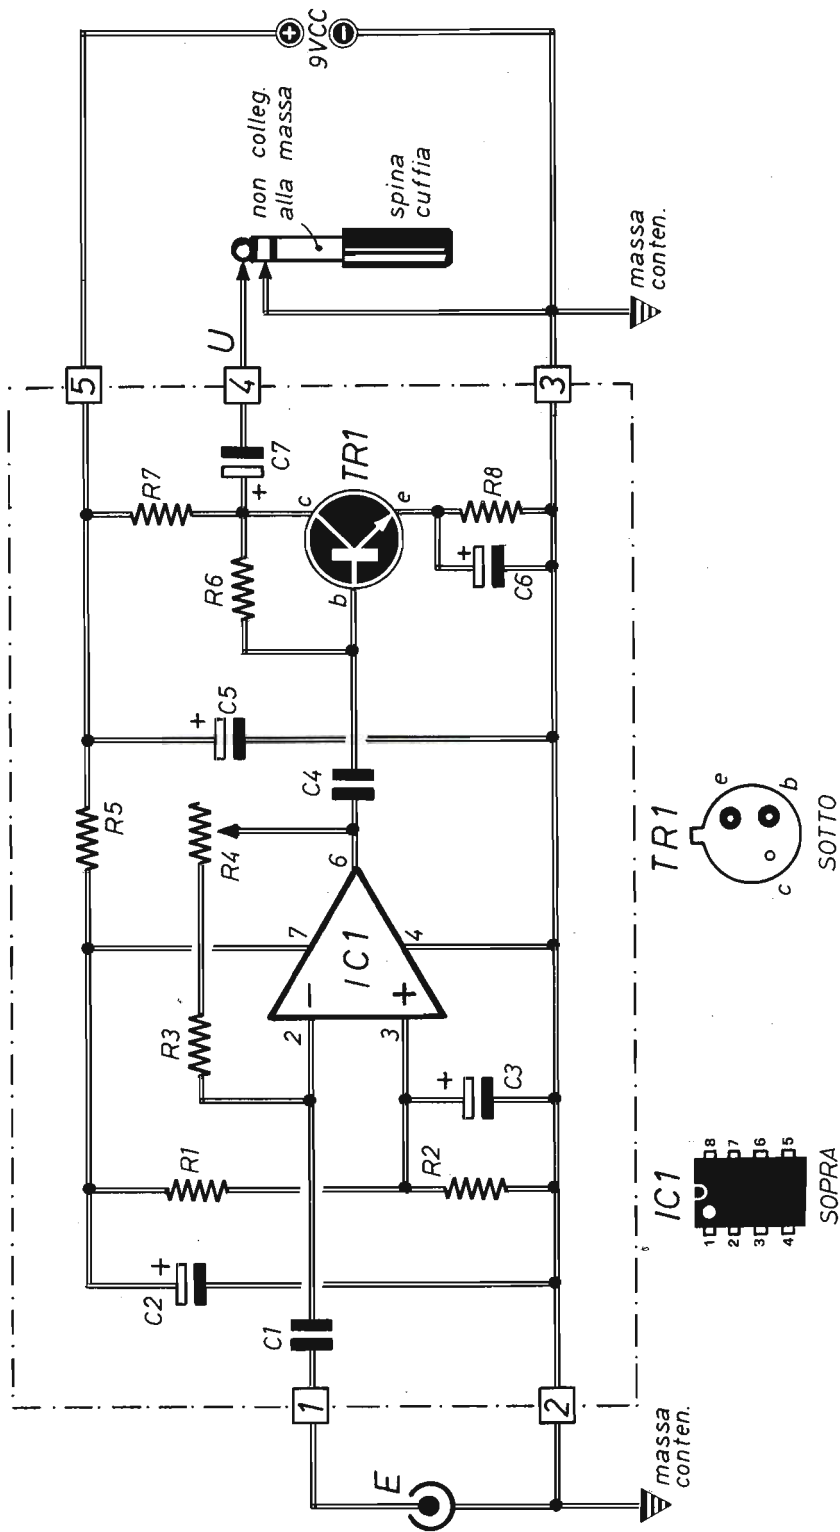 E
1
2
massa
conten.
C1
C2
+
R1
R2
C3
+
R3
R4
2
3
7
4
6
IC1
−
+
R5
C4
C5
+
R6
R7
b
c
e
TR1
C7
+
C6
+
R8
5
4
3
U
non colleg.
alla massa
spina
cuffia
massa
conten.
+
9VCC
−
IC1
1
2
3
4
8
7
6
5
SOPRA
TR1
e
b
c
SOTTO